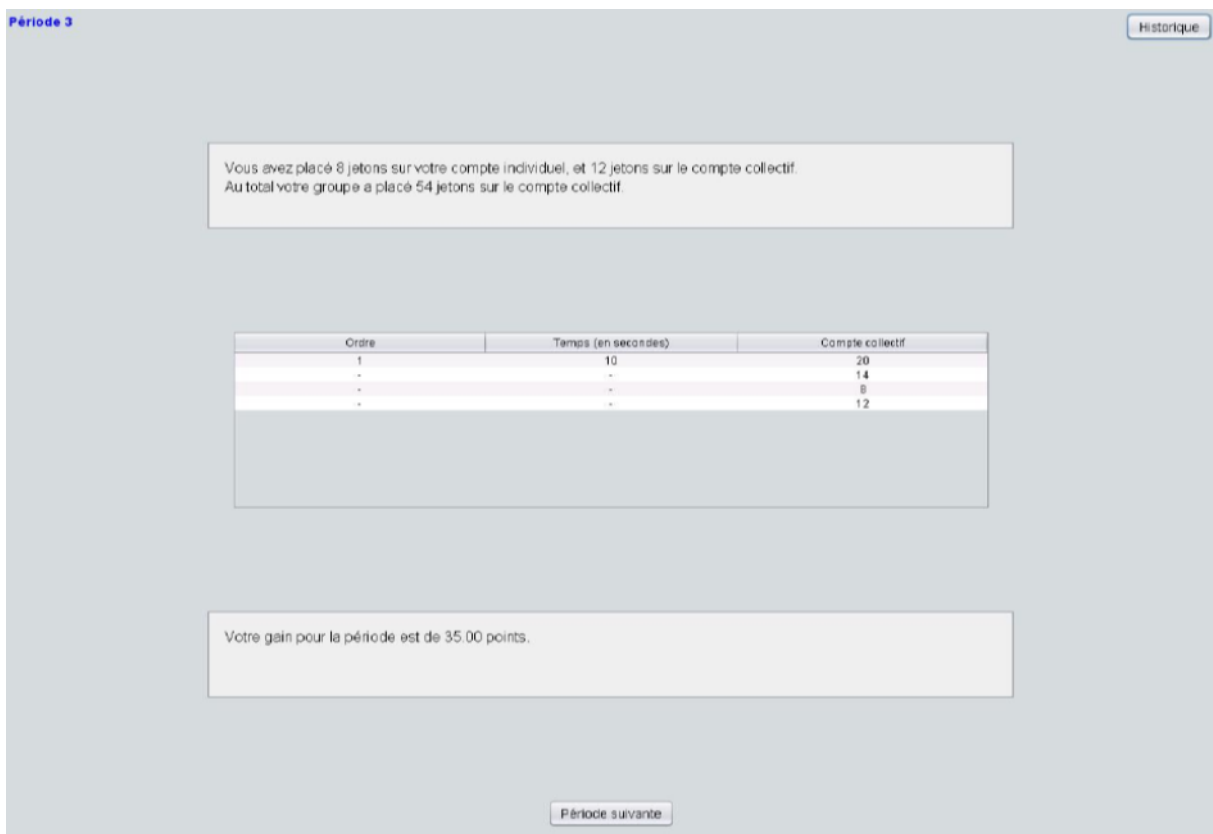 Période 3
Historique
Vous avez placé 8 jetons sur votre compte individuel, et 12 jetons sur le compte collectif.
Au total votre groupe a placé 54 jetons sur le compte collectif.
Ordre Temps (en secondes) Compte collectif
1 10 20
- - 14
- - 8
- - 12
Votre gain pour la période est de 35.00 points.
Période suivante